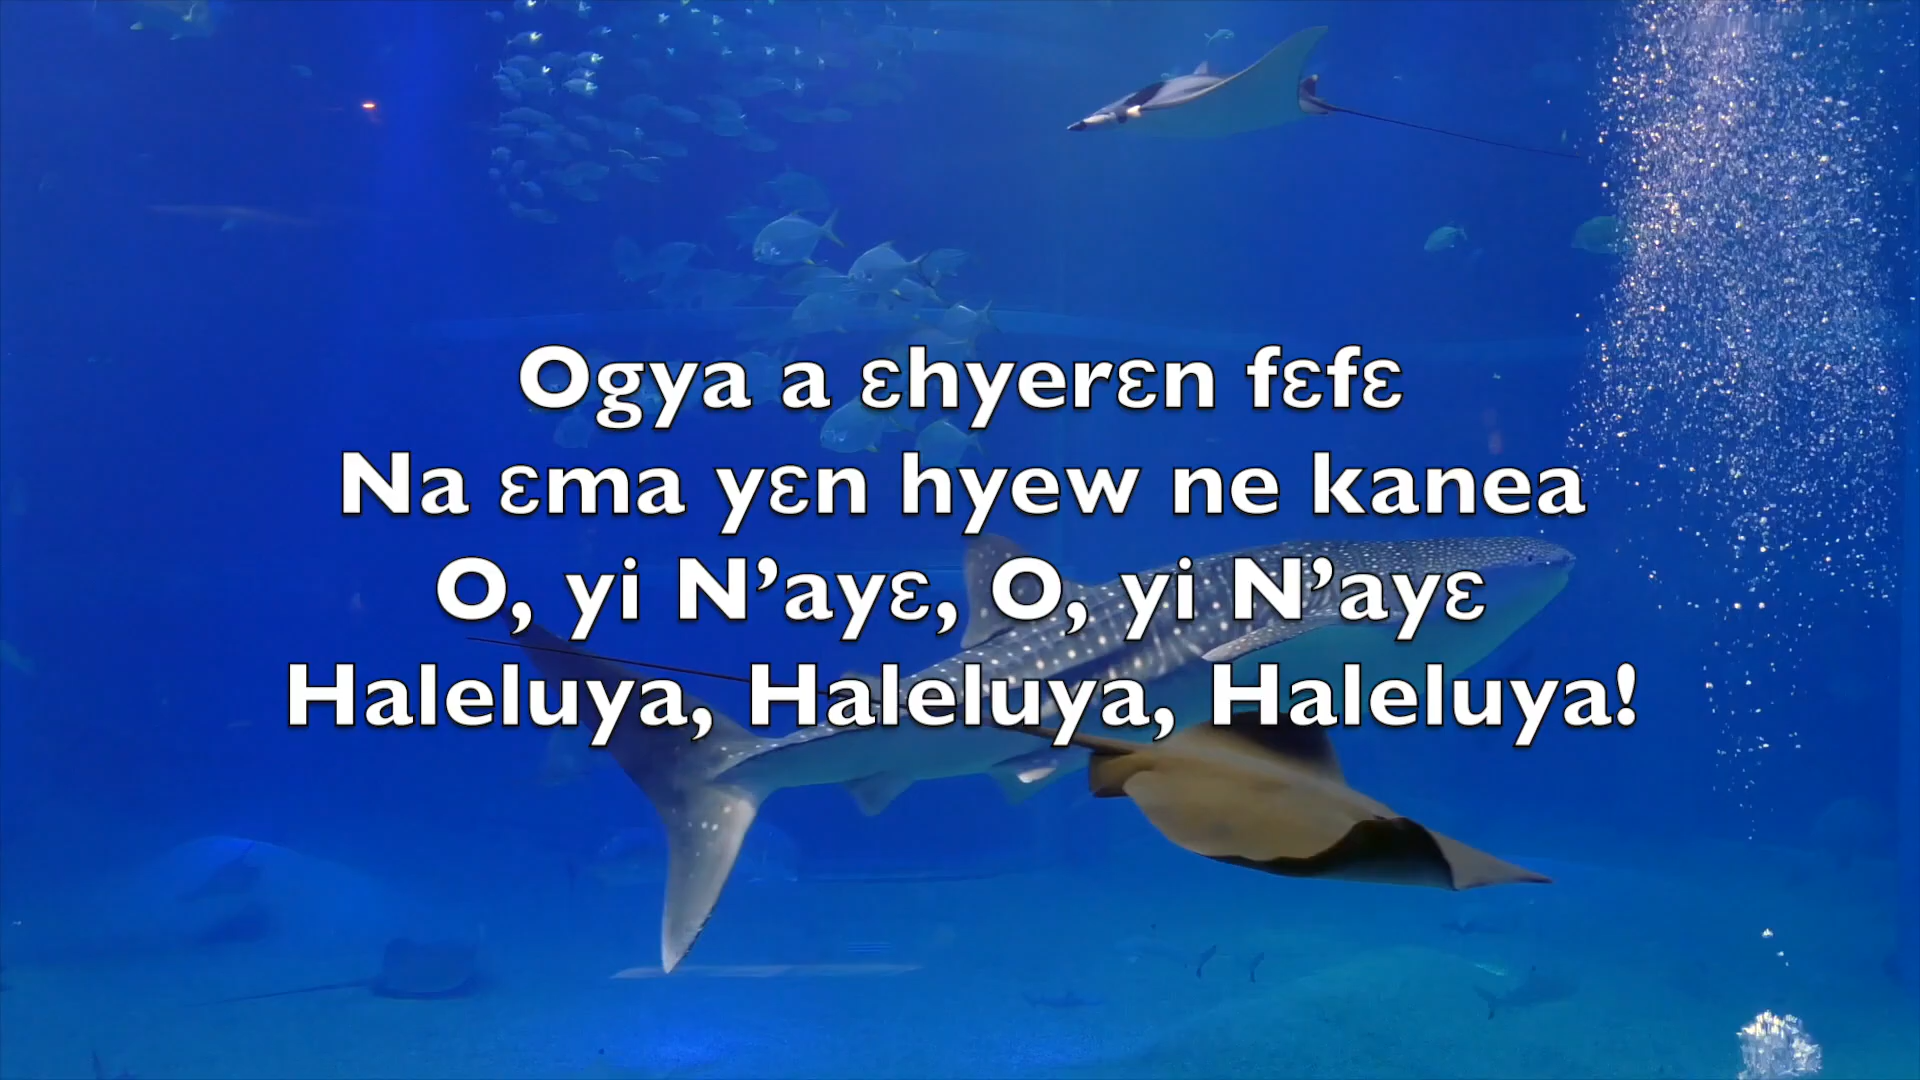 Ogya a ɛhyerɛn fɛfɛ
Na ɛma yɛn hyew ne kanea
O, yi N’ayɛ, O, yi N’ayɛ
Haleluya, Haleluya, Haleluya!